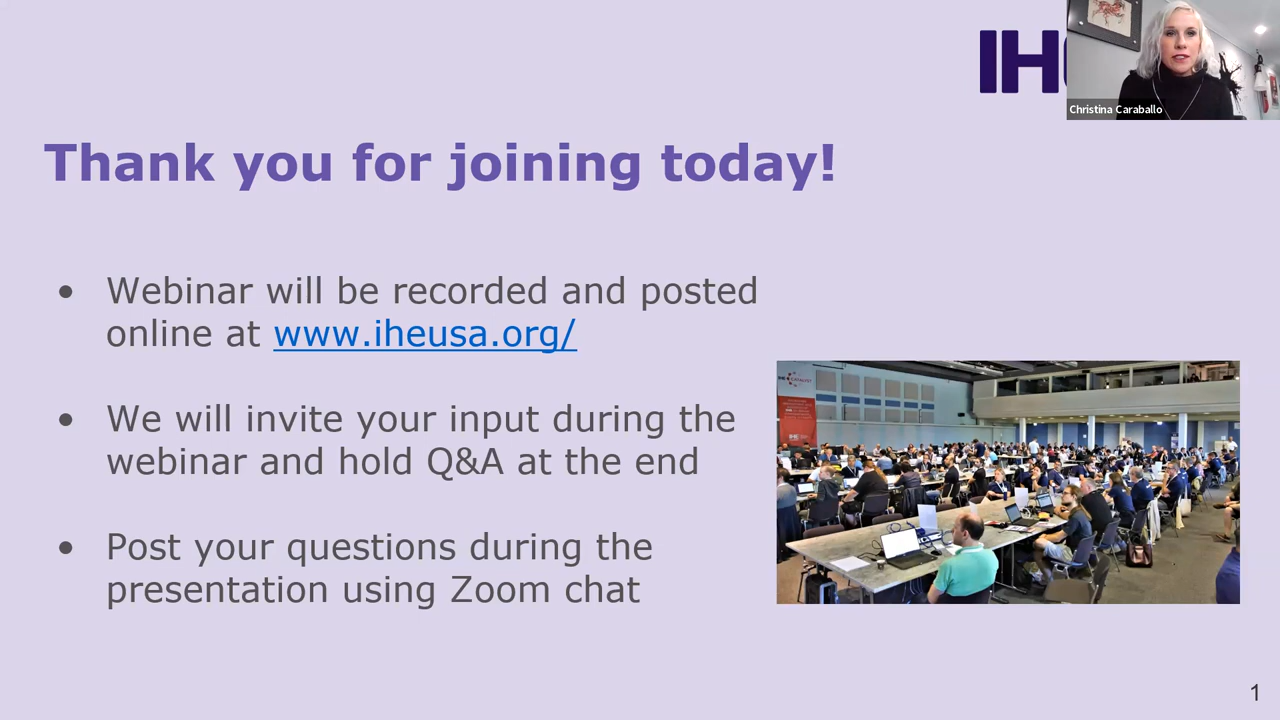 IH
Christina Caraballo
Thank you for joining today!
• Webinar will be recorded and posted
online at www.iheusa.org/
• We will invite your input during the
webinar and hold Q&A at the end
• Post your questions during the
presentation using Zoom chat
CATALYST
IHE
1